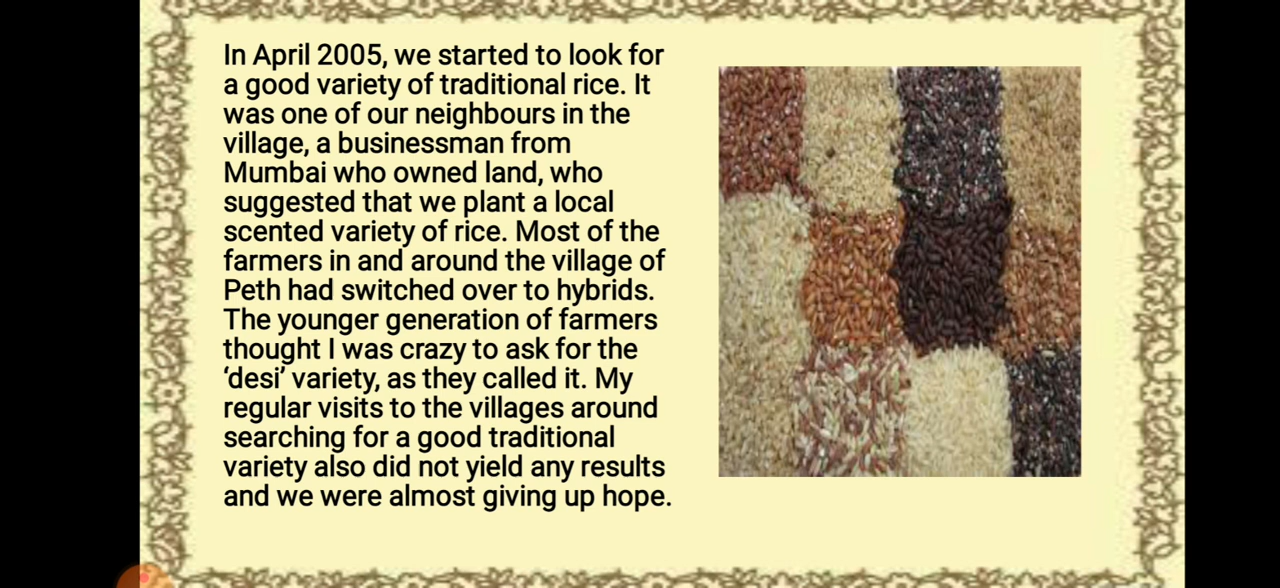 In April 2005, we started to look for
a good variety of traditional rice. It
was one of our neighbours in the
village, a businessman from
Mumbai who owned land, who
suggested that we plant a local
scented variety of rice. Most of the
farmers in and around the village of
Peth had switched over to hybrids.
The younger generation of farmers
thought I was crazy to ask for the
‘desi’ variety, as they called it. My
regular visits to the villages around
searching for a good traditional
variety also did not yield any results
and we were almost giving up hope.